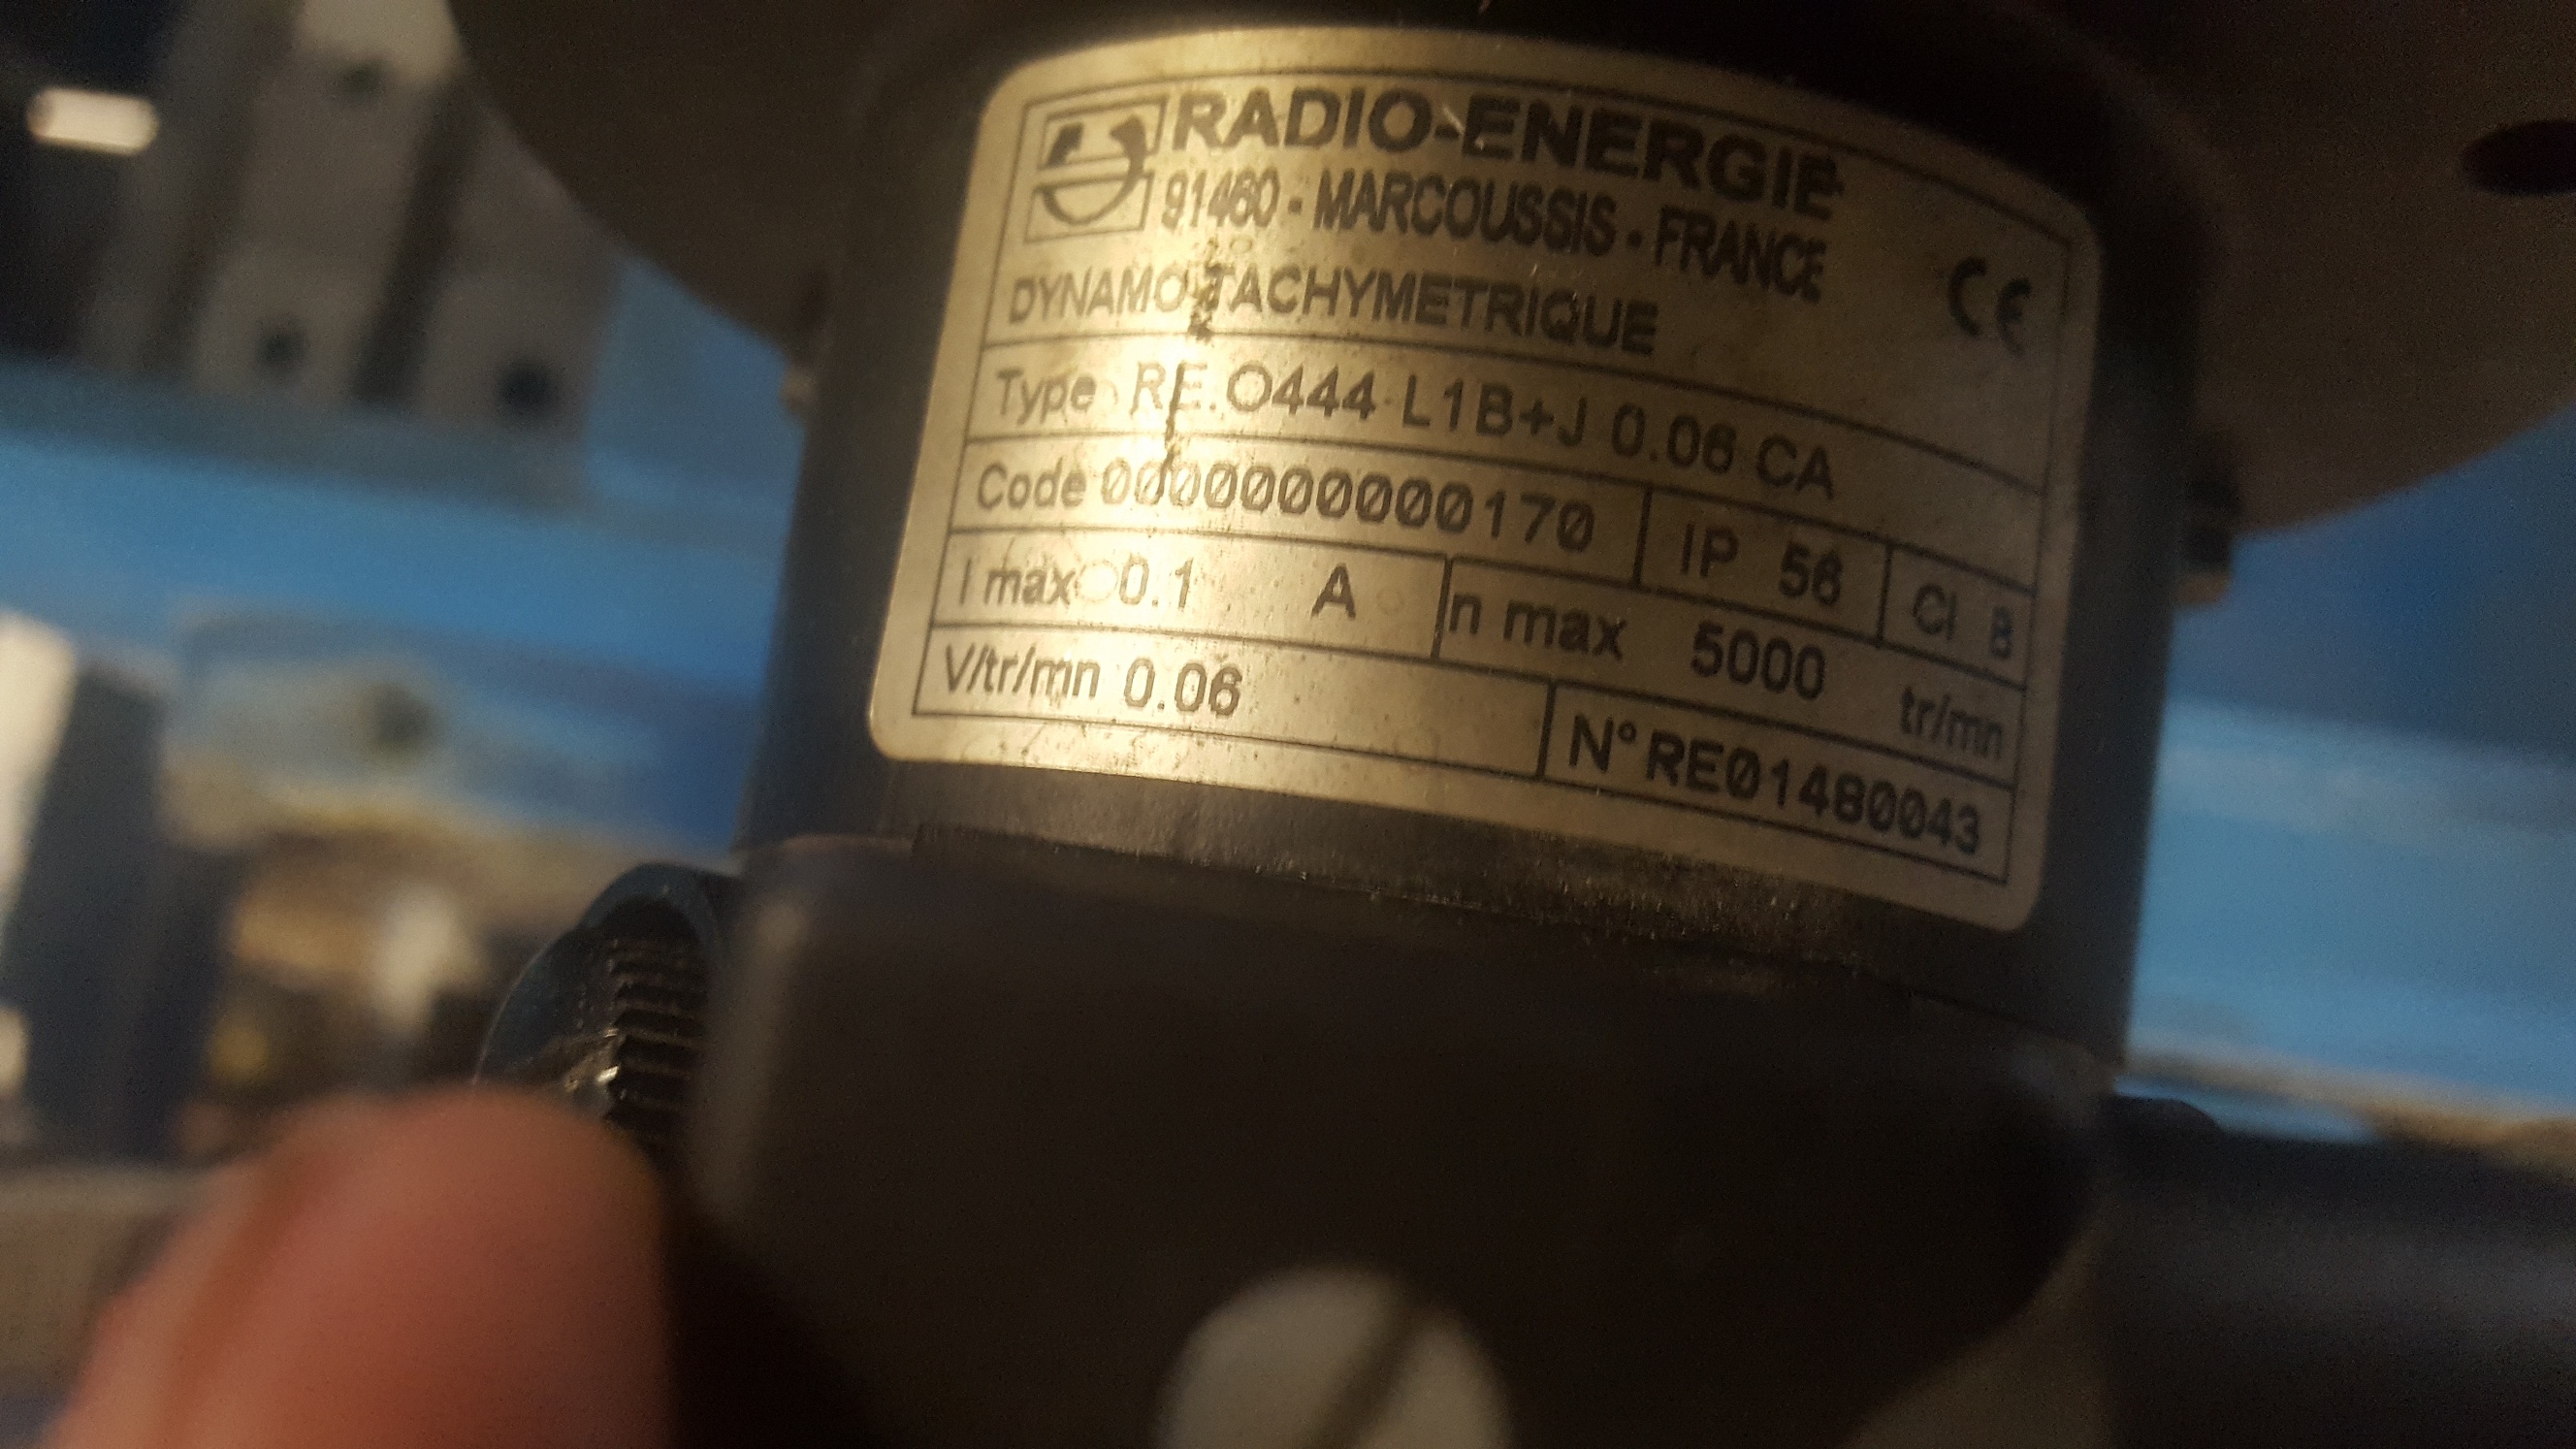 RADIO-ENERGIE
91460 - MARCOUSSIS - FRANCE
CE
DYNAMO TACHYMETRIQUE
Type RE.O444 L1B+J 0.06 CA
Code 0000000000170 IP 56 Cl B
I max 0.1 A n max 5000 tr/mn
V/tr/mn 0.06 N° RE01480043